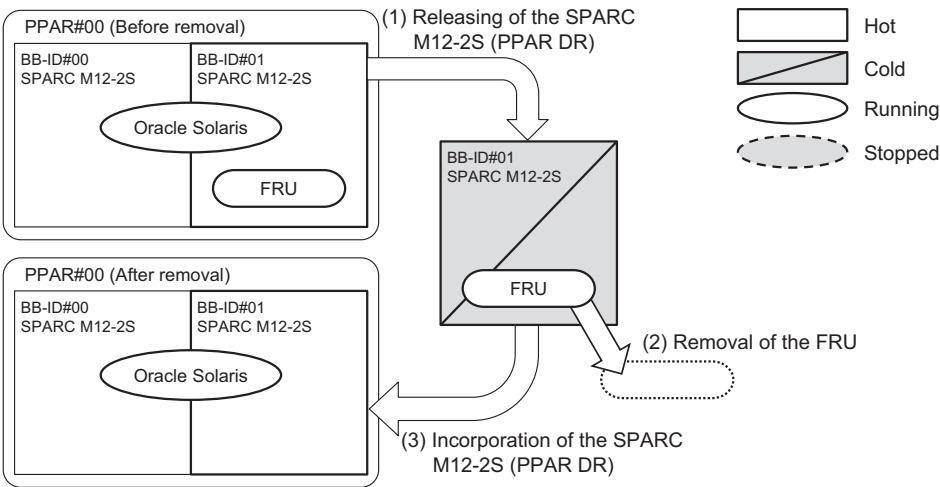 PPAR#00 (Before removal)
BB-ID#00
SPARC M12-2S
BB-ID#01
SPARC M12-2S
Oracle Solaris
FRU
(1) Releasing of the SPARC
M12-2S (PPAR DR)
Hot
Cold
Running
Stopped
BB-ID#01
SPARC M12-2S
FRU
(2) Removal of the FRU
PPAR#00 (After removal)
BB-ID#00
SPARC M12-2S
BB-ID#01
SPARC M12-2S
Oracle Solaris
(3) Incorporation of the SPARC
M12-2S (PPAR DR)